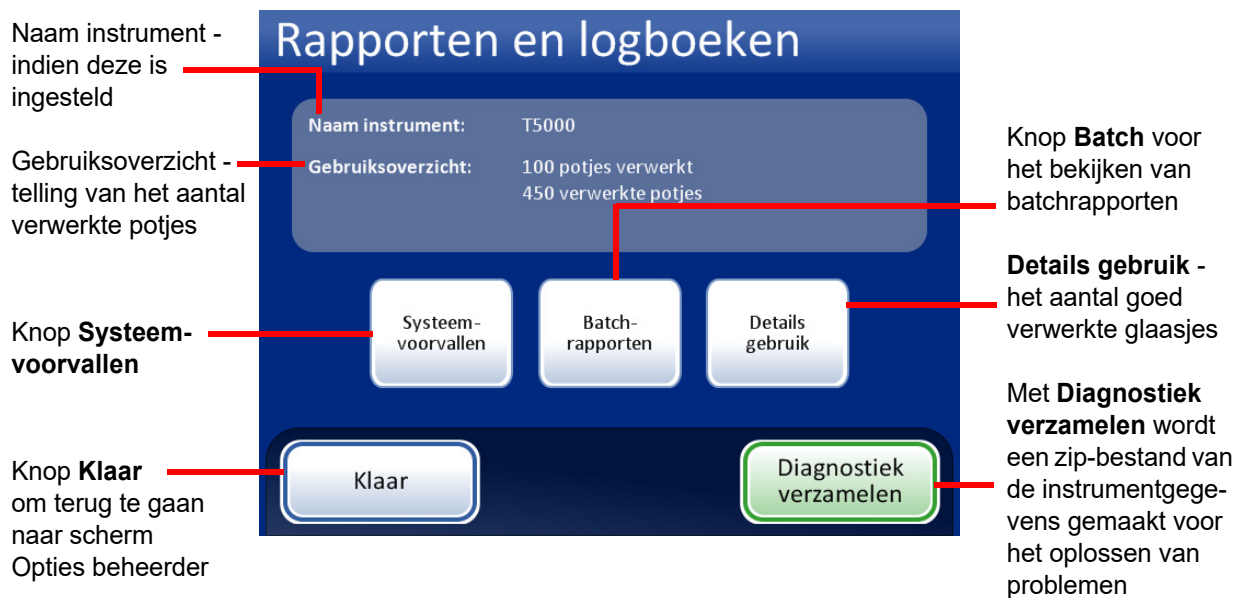 Naam instrument -
indien deze is
ingesteld
Gebruiksoverzicht -
telling van het aantal
verwerkte potjes
Knop Systeem-
voorvallen
Knop Klaar
om terug te gaan
naar scherm
Opties beheerder
Rapporten en logboeken
Naam instrument: T5000
Gebruiksoverzicht: 100 potjes verwerkt
450 verwerkte potjes
Systeem-
voorvallen
Batch-
rapporten
Details
gebruik
Klaar
Diagnostiek
verzamelen
Knop Batch voor
het bekijken van
batchrapporten
Details gebruik -
het aantal goed
verwerkte glaasjes
Met Diagnostiek
verzamelen wordt
een zip-bestand van
de instrumentgege-
vens gemaakt voor
het oplossen van
problemen